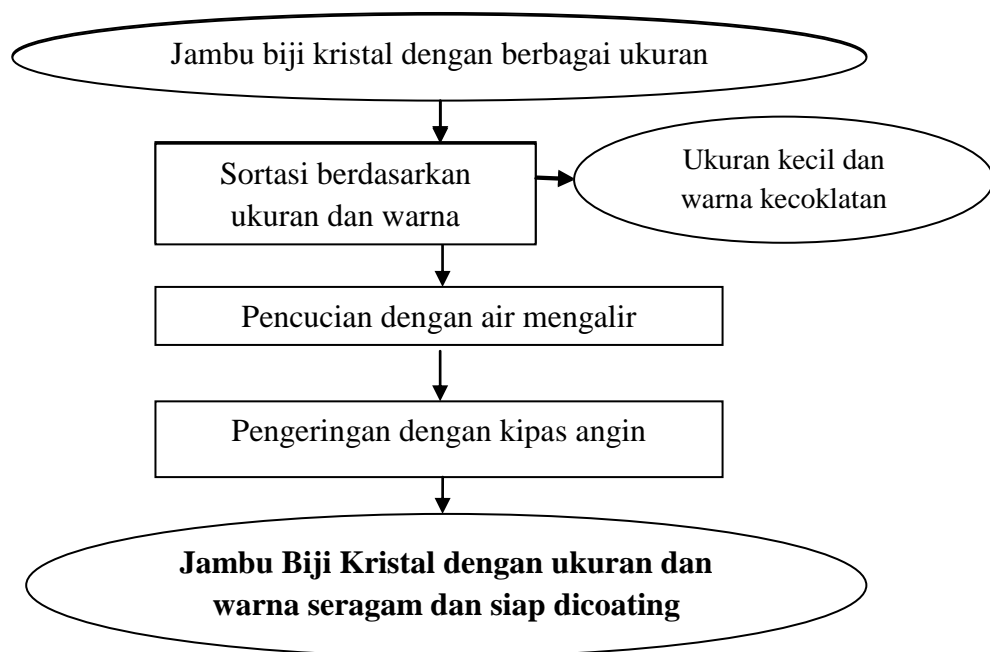 Jambu biji kristal dengan berbagai ukuran
Sortasi berdasarkan
ukuran dan warna
Ukuran kecil dan
warna kecoklatan
Pencucian dengan air mengalir
Pengeringan dengan kipas angin
Jambu Biji Kristal dengan ukuran dan
warna seragam dan siap dicoating